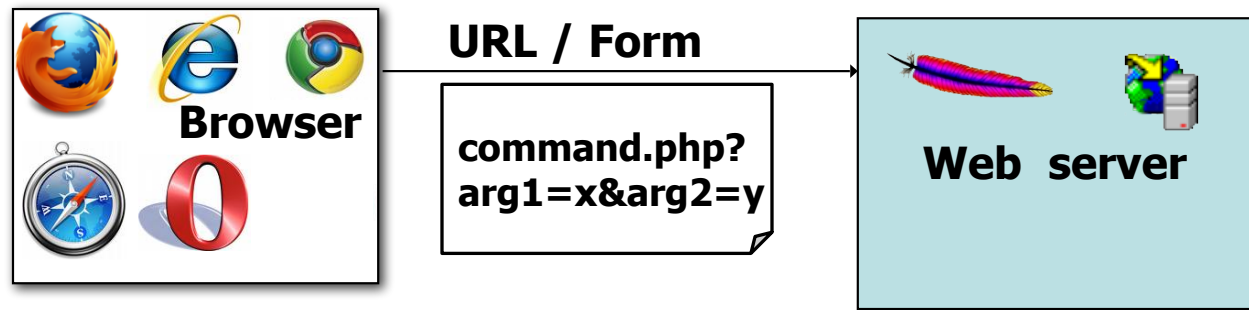 URL / Form
Browser
command.php?
arg1=x&arg2=y
Web server